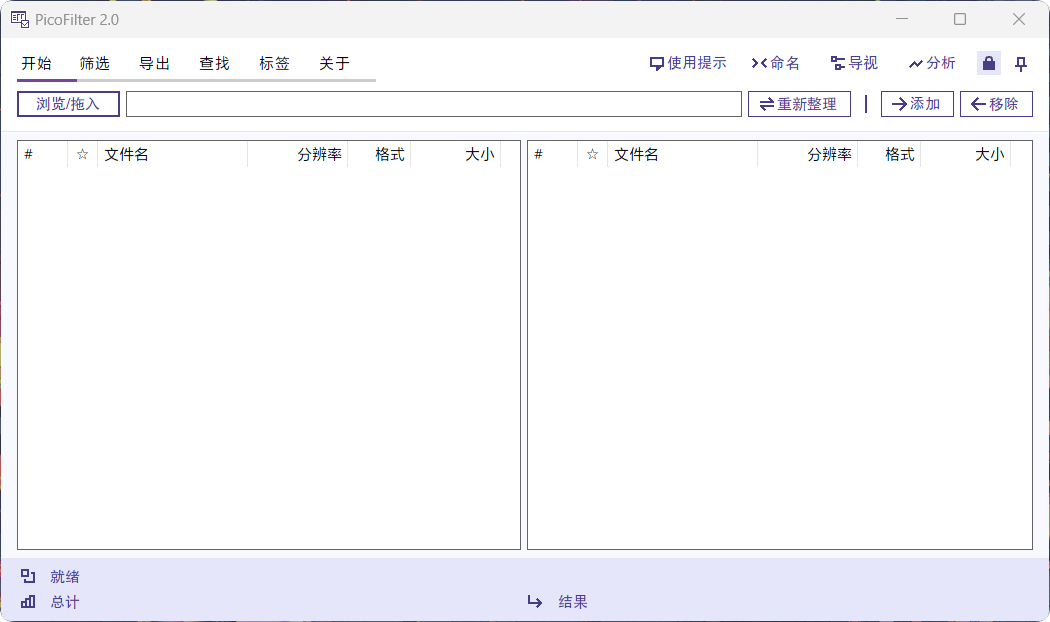 PicoFilter 2.0
开始 筛选 导出 查找 标签 关于 使用提示 命名 导视 分析
浏览/拖入 重新整理 添加 移除
# ☆ 文件名 分辨率 格式 大小 # ☆ 文件名 分辨率 格式 大小
就绪
总计 结果